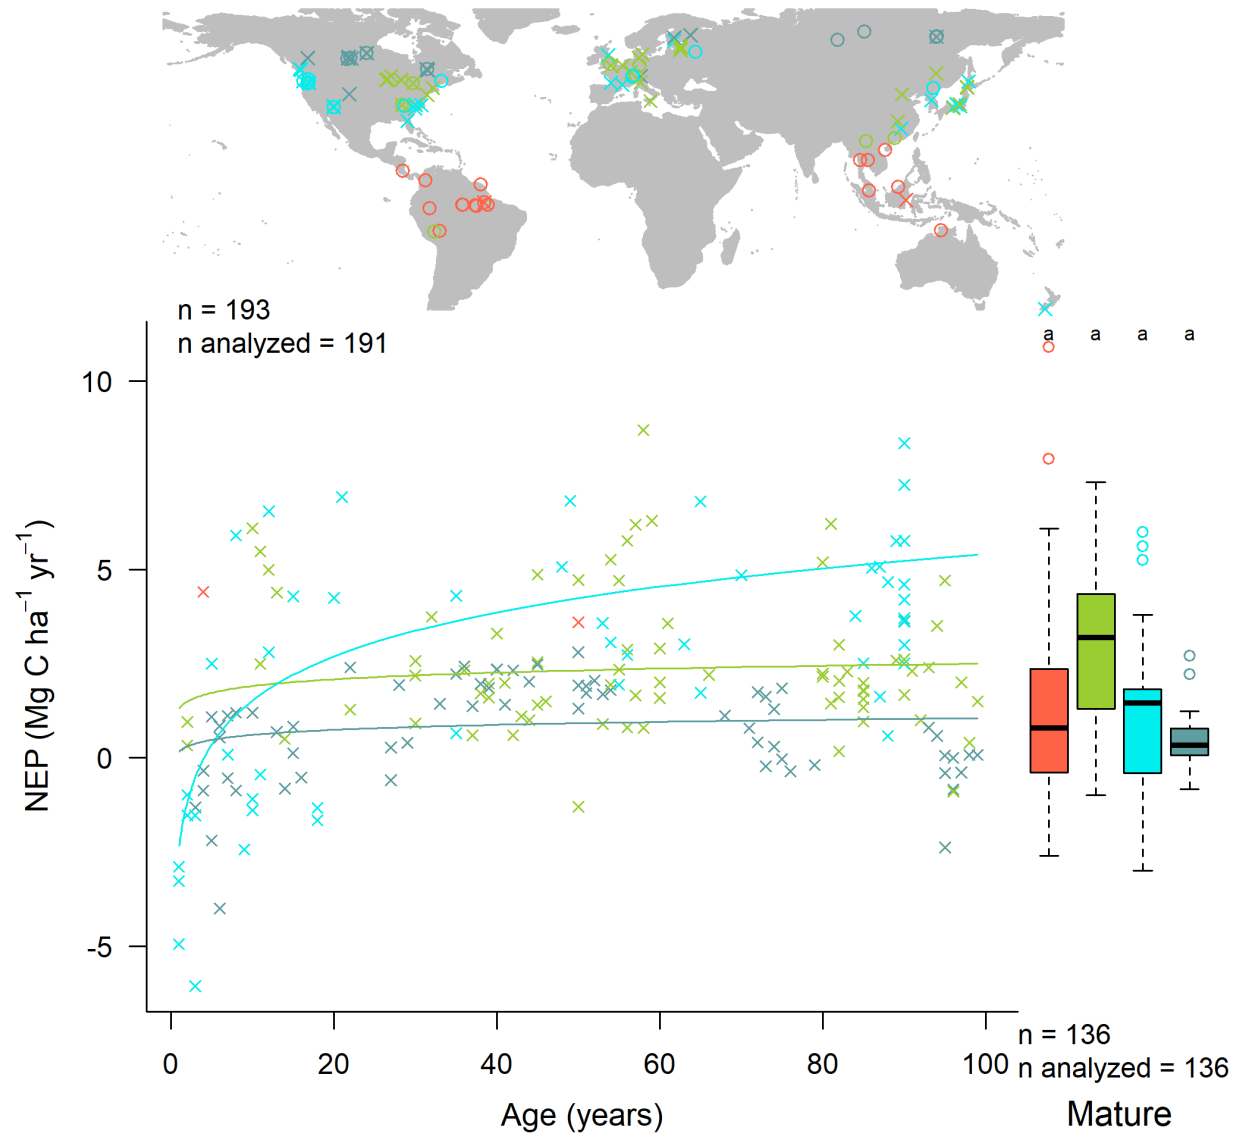 n = 193
n analyzed = 191
a a a a
10
5
0
-5
NEP (Mg C ha⁻¹ yr⁻¹)
0 20 40 60 80 100
n = 136
n analyzed = 136
Age (years)
Mature